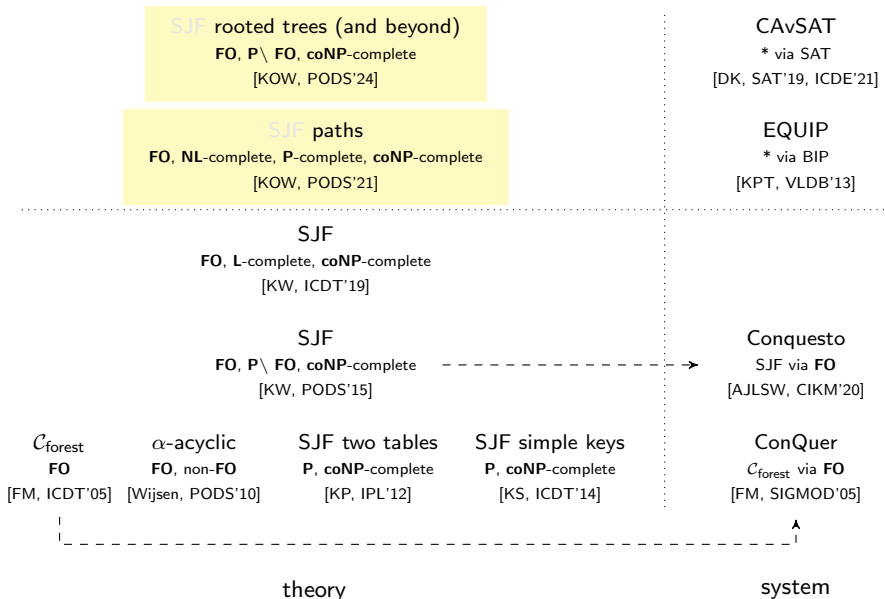 SJF rooted trees (and beyond)
FO, P\ FO, coNP-complete
[KOW, PODS'24]
CAvSAT
* via SAT
[DK, SAT'19, ICDE'21]
SJF paths
FO, NL-complete, P-complete, coNP-complete
[KOW, PODS'21]
EQUIP
* via BIP
[KPT, VLDB'13]
SJF
FO, L-complete, coNP-complete
[KW, ICDT'19]
SJF
FO, P\ FO, coNP-complete
[KW, PODS'15]
Conquesto
SJF via FO
[AJLSW, CIKM'20]
𝒞forest
FO
[FM, ICDT'05]
α-acyclic
FO, non-FO
[Wijsen, PODS'10]
SJF two tables
P, coNP-complete
[KP, IPL'12]
SJF simple keys
P, coNP-complete
[KS, ICDT'14]
ConQuer
𝒞forest via FO
[FM, SIGMOD'05]
theory
system